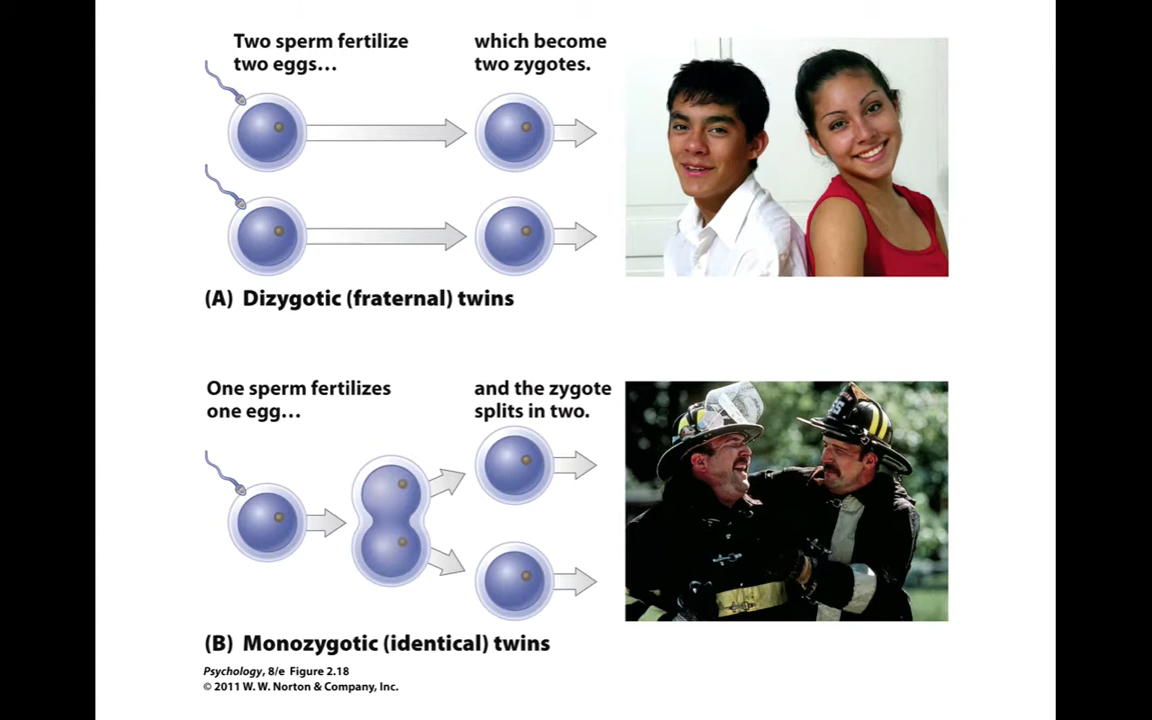 Two sperm fertilize
two eggs…
which become
two zygotes.
(A) Dizygotic (fraternal) twins
One sperm fertilizes
one egg…
and the zygote
splits in two.
(B) Monozygotic (identical) twins
Psychology, 8/e Figure 2.18
© 2011 W. W. Norton & Company, Inc.